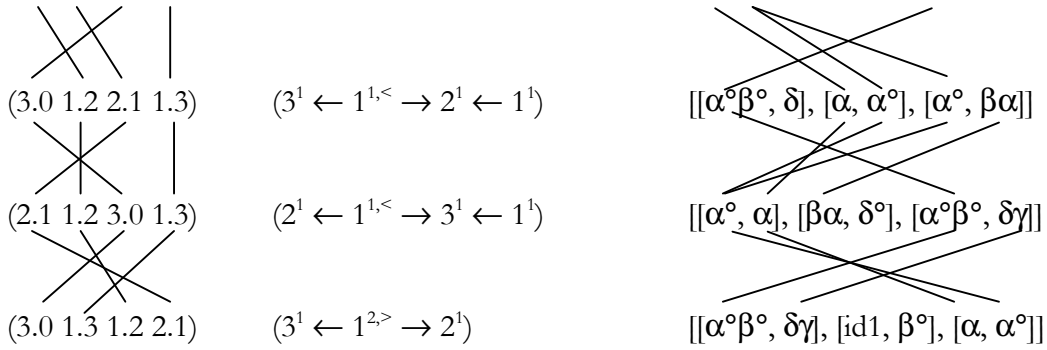 (3.0 1.2 2.1 1.3) (3¹ ← 1¹,˂ → 2¹ ← 1¹) [[α°β°, δ], [α, α°], [α°, βα]]
(2.1 1.2 3.0 1.3) (2¹ ← 1¹,˂ → 3¹ ← 1¹) [[α°, α], [βα, δ°], [α°β°, δγ]]
(3.0 1.3 1.2 2.1) (3¹ ← 1²,˃ → 2¹) [[α°β°, δγ], [id1, β°], [α, α°]]